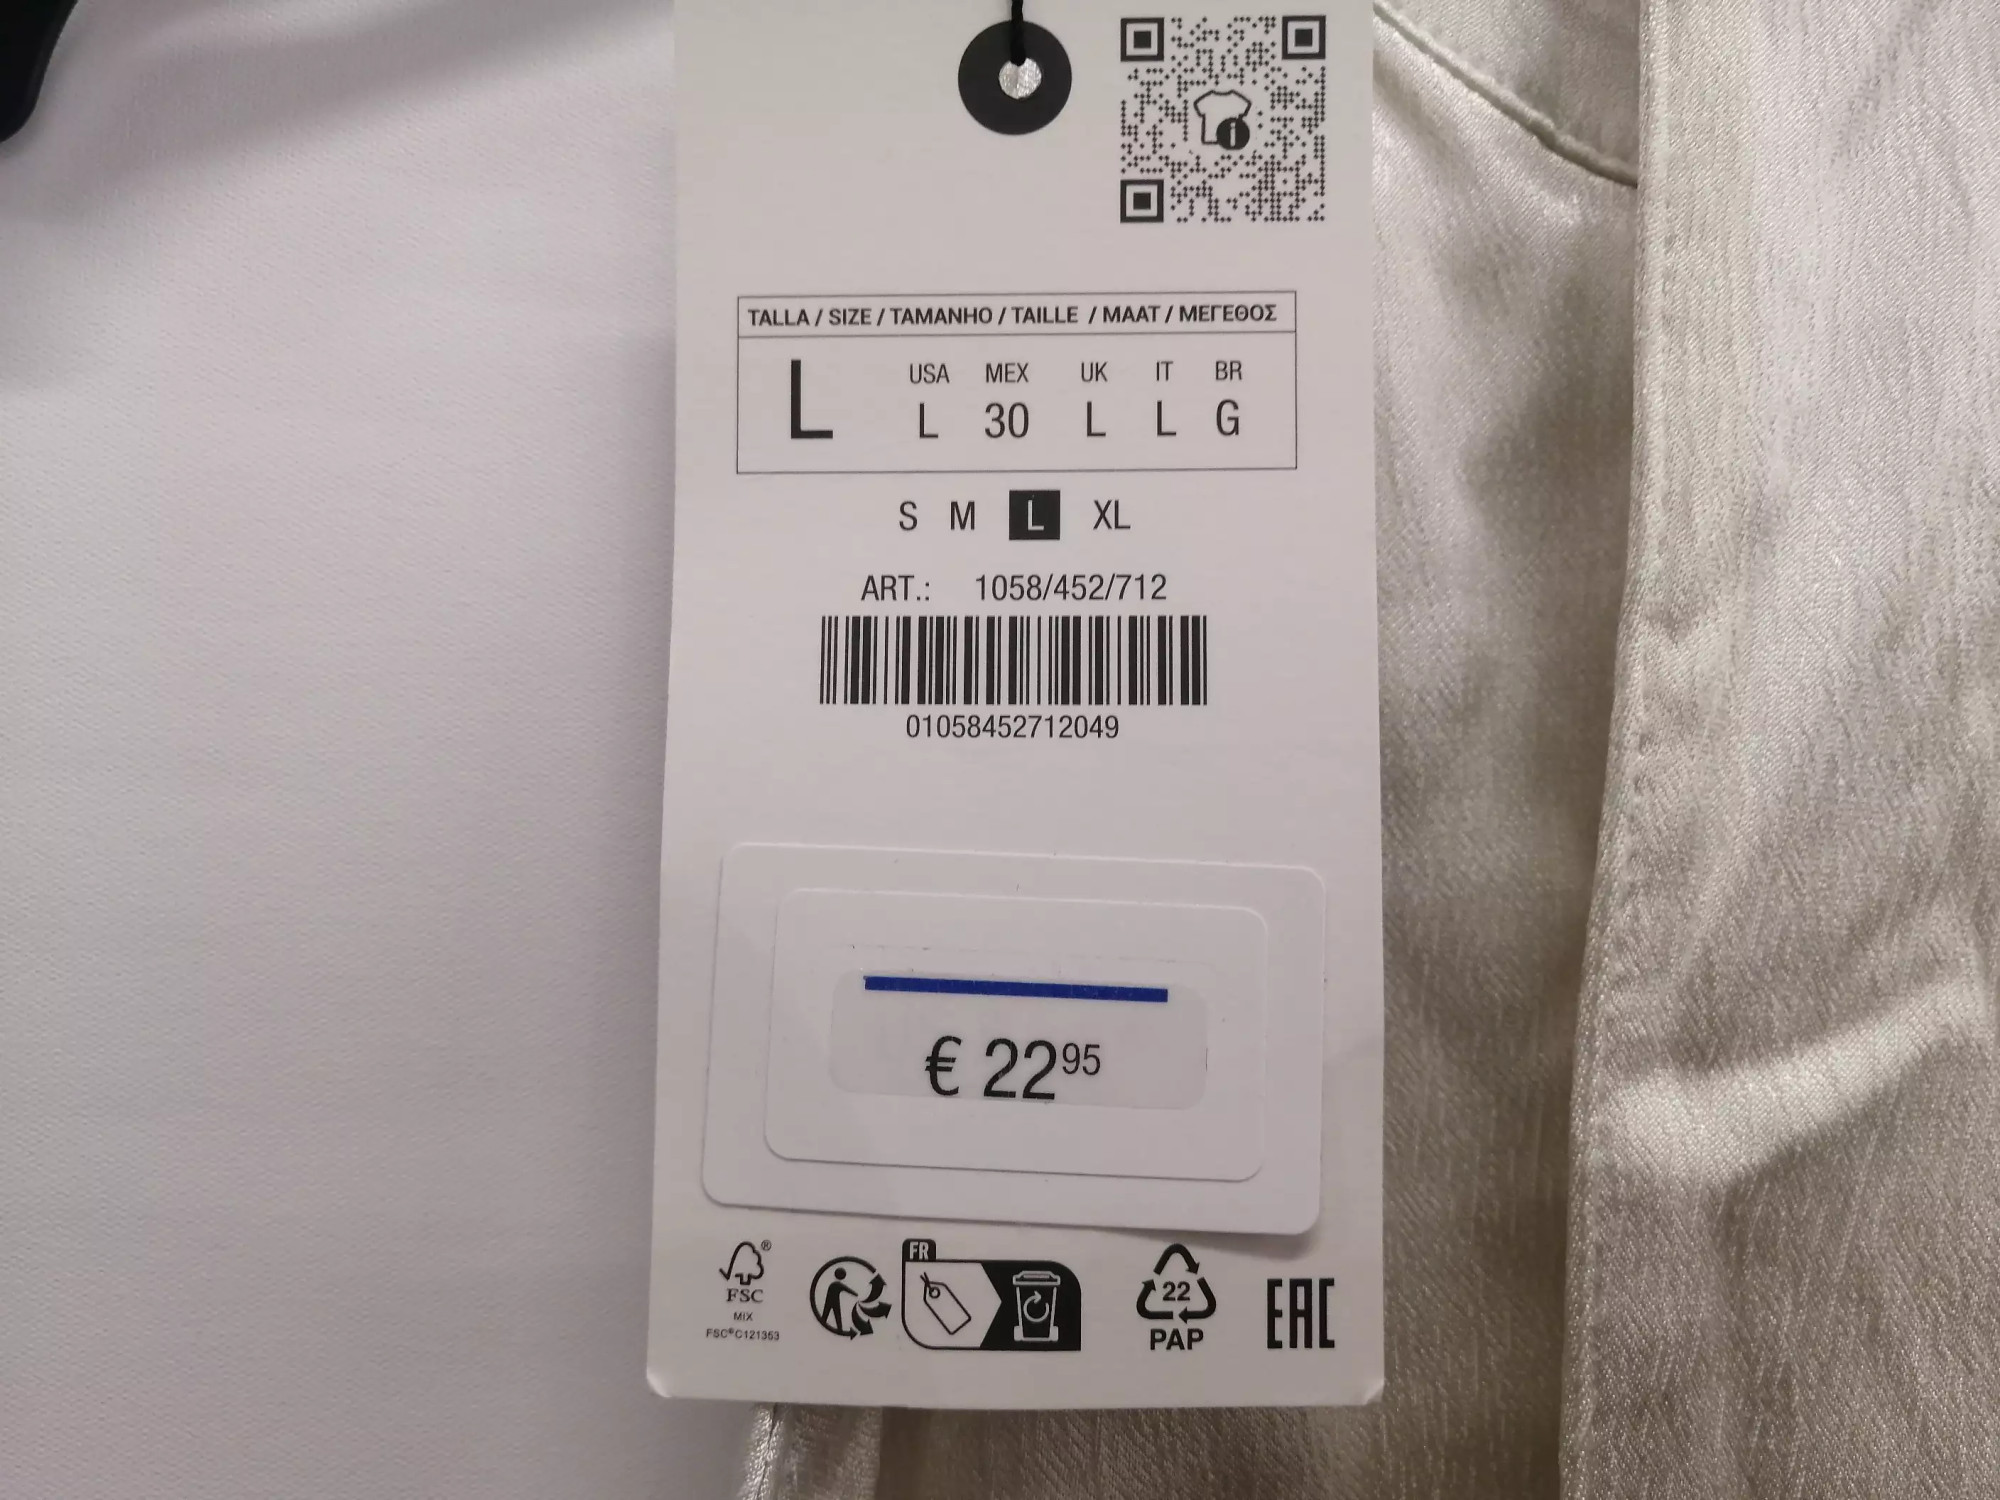 TALLA / SIZE / TAMANHO / TAILLE / MAAT / ΜΕΓΕΘΟΣ
USA MEX UK IT BR
L L 30 L L G
S M L XL
ART.: 1058/452/712
01058452712049
€ 2295
FR
FSC
MIX
FSC®C121353
22
PAP
EAC